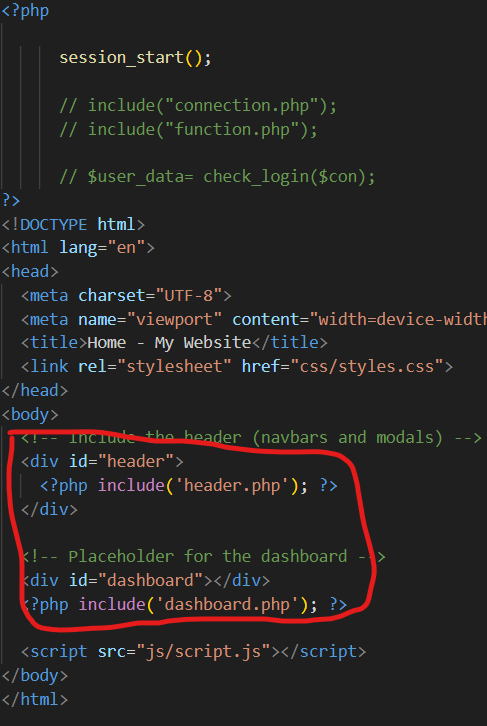 <?php
session_start();
// include("connection.php");
// include("function.php");
// $user_data= check_login($con);
?>
<!DOCTYPE html>
<html lang="en">
<head>
<meta charset="UTF-8">
<meta name="viewport" content="width=device-width
<title>Home - My Website</title>
<link rel="stylesheet" href="css/styles.css">
</head>
<body>
<!-- Include the header (navbars and modals) -->
<div id="header">
<?php include('header.php'); ?>
</div>
<!-- Placeholder for the dashboard -->
<div id="dashboard"></div>
<?php include('dashboard.php'); ?>
<script src="js/script.js"></script>
</body>
</html>